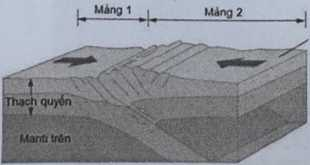 Mảng 1 Mảng 2
Thạch quyển
Manti trên